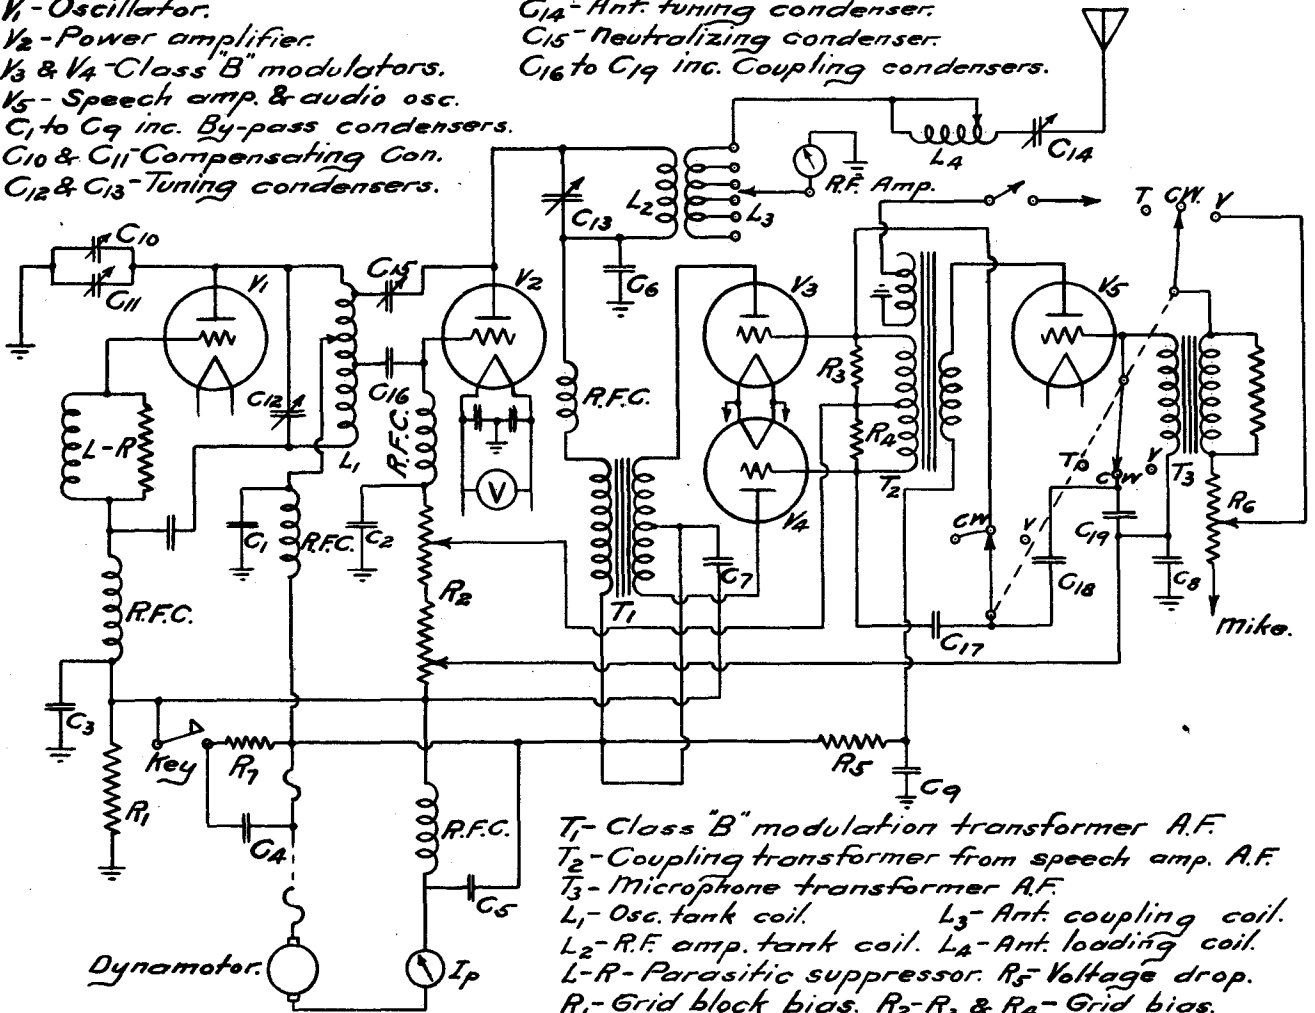 V1 - Oscillator.
V2 - Power amplifier.
V3 & V4 - Class "B" modulators.
V5 - Speech amp. & audio osc.
C1 to C9 inc. By-pass condensers.
C10 & C11 - Compensating Con.
C12 & C13 - Tuning condensers.
C14 - Ant. tuning condenser.
C15 - Neutralizing condenser.
C16 to C19 inc. Coupling condensers.
L4
C14
R.F. Amp.
L2
L3
C13
C6
T CW. V
C10
C11
V1
C15
V2
V3
V5
C12
C16
L1
R.F.C.
R.F.C.
R3
R4
L-R
V
V4
T2
T CW V
T3
R6
C1
R.F.C.
C2
R2
T1
C7
CW V
C19
C18
C8
Mike.
R.F.C.
C17
C3
Key
R7
R5
C9
R1
C4
R.F.C.
C5
Dynamotor.
Ip
T1 - Class "B" modulation transformer A.F.
T2 - Coupling transformer from speech amp. A.F.
T3 - Microphone transformer A.F.
L1 - Osc. tank coil. L3 - Ant. coupling coil.
L2 - R.F. amp. tank coil. L4 - Ant. loading coil.
L-R - Parasitic suppressor. R5 - Voltage drop.
R1 - Grid block bias. R2 - R3 & R4 - Grid bias.